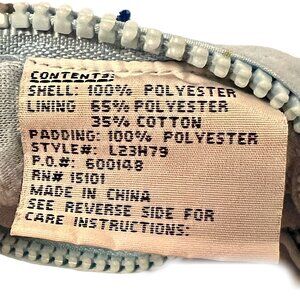 CONTENTS:
SHELL: 100% POLYESTER
LINING 65% POLYESTER
35% COTTON
PADDING: 100% POLYESTER
STYLE#: L23H79
P.O.#: 600148
RN# 15101
MADE IN CHINA
SEE REVERSE SIDE FOR
CARE INSTRUCTIONS: